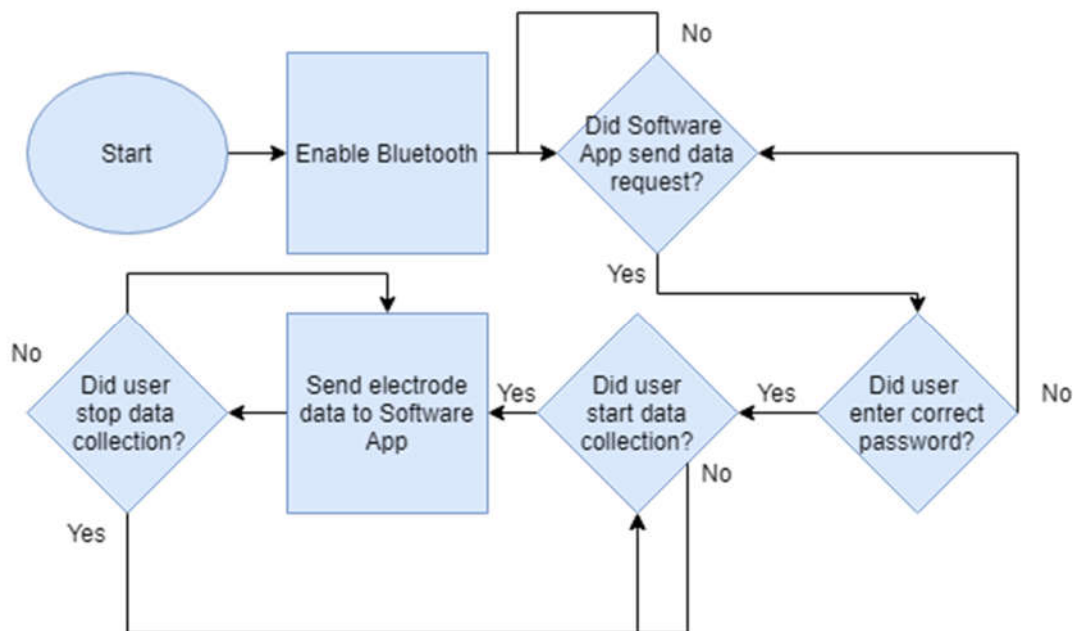 Start
Enable Bluetooth
No
Did Software
App send data
request?
Yes
No
Did user
stop data
collection?
Send electrode
data to Software
App
Yes
Did user
start data
collection?
Yes
Did user
enter correct
password?
No
No
Yes